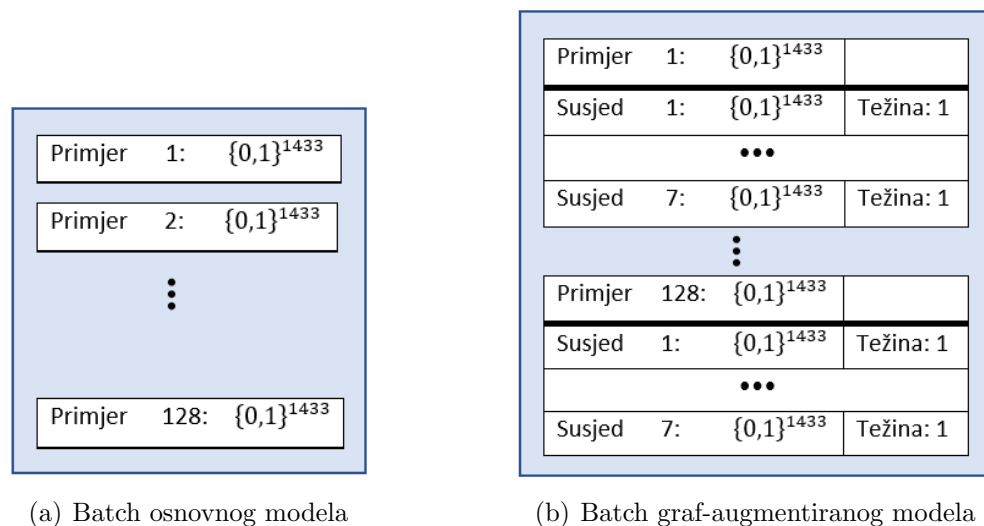 Primjer 1: {0,1}^1433
Primjer 2: {0,1}^1433
⋮
Primjer 128: {0,1}^1433
(a) Batch osnovnog modela
Primjer 1: {0,1}^1433
Susjed 1: {0,1}^1433 Težina: 1
•••
Susjed 7: {0,1}^1433 Težina: 1
⋮
Primjer 128: {0,1}^1433
Susjed 1: {0,1}^1433 Težina: 1
•••
Susjed 7: {0,1}^1433 Težina: 1
(b) Batch graf-augmentiranog modela